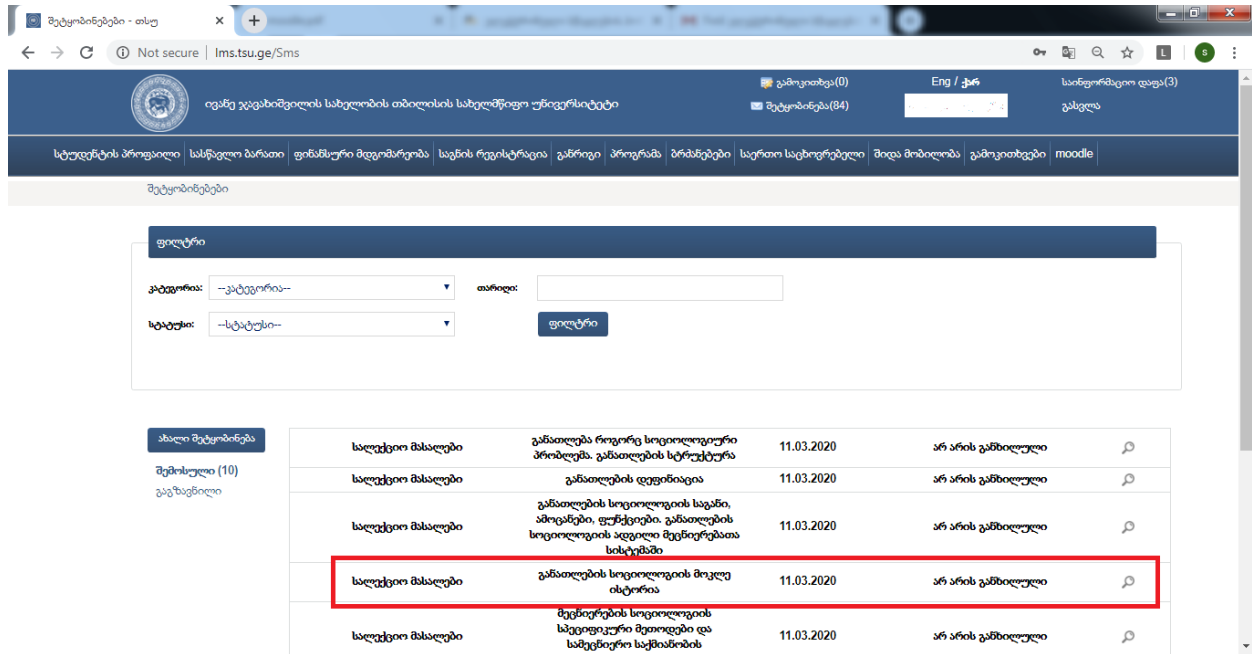 შეტყობინებები - თსუ
Not secure | lms.tsu.ge/Sms
L
s
ივანე ჯავახიშვილის სახელობის თბილისის სახელმწიფო უნივერსიტეტი
გამოკითხვა(0)
შეტყობინება(84)
Eng / ქარ
საინფორმაციო დაფა(3)
გასვლა
სტუდენტის პროფაილი | სასწავლო ბარათი | ფინანსური მდგომარეობა | საგნის რეგისტრაცია | განრიგი | პროგრამა | ბრძანებები | საერთო საცხოვრებელი | შიდა მობილობა | გამოკითხვები | moodle
შეტყობინებები
ფილტრი
კატეგორია: --კატეგორია-- თარიღი:
სტატუსი: --სტატუსი-- ფილტრი
ახალი შეტყობინება
შემოსული (10)
გაგზავნილი
სალექციო მასალები
განათლება როგორც სოციოლოგიური
პრობლემა. განათლების სტრუქტურა
11.03.2020
არ არის განხილული
სალექციო მასალები
განათლების დეფინიაცია
11.03.2020
არ არის განხილული
სალექციო მასალები
განათლების სოციოლოგიის საგანი,
ამოცანები, ფუნქციები. განათლების
სოციოლოგიის ადგილი მეცნიერებათა
სისტემაში
11.03.2020
არ არის განხილული
სალექციო მასალები
განათლების სოციოლოგიის მოკლე
ისტორია
11.03.2020
არ არის განხილული
სალექციო მასალები
მეცნიერების სოციოლოგიის
სპეციფიკური მეთოდები და
სამეცნიერო საქმიანობის
11.03.2020
არ არის განხილული